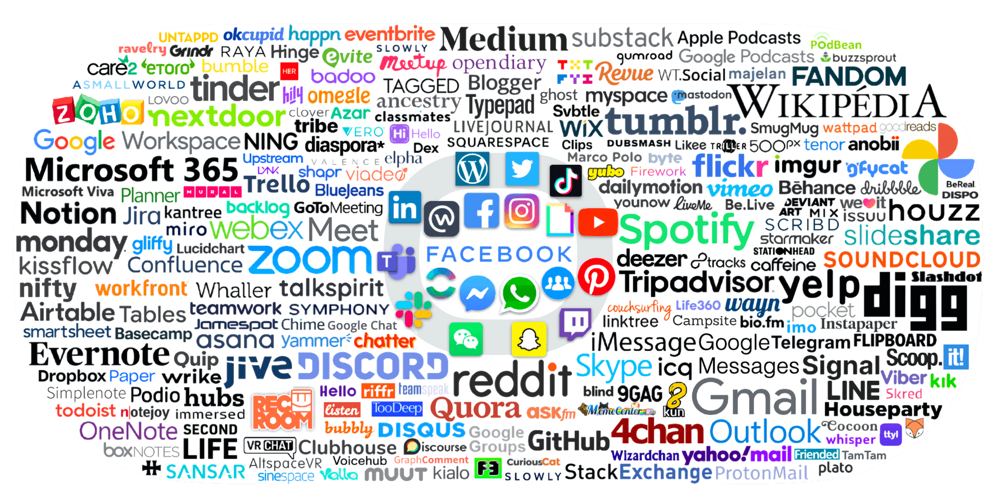 UNTAPPD okcupid happn eventbrite Medium substack Apple Podcasts PodBean
ravelry Grindr RAYA Hinge evite SLOWLY gumroad Google Podcasts buzzsprout
care2 eToro bumble HER badoo meetup opendiary TXT FYI Revue WT.Social majelan FANDOM
ASMALLWORLD tinder hily omegle TAGGED Blogger ghost myspace mastodon WIKIPÉDIA
ZOHO LOVOO nextdoor clover Azar ancestry Typepad Svbtle tumblr.
tribe classmates LIVEJOURNAL WiX SmugMug wattpad goodreads
Google Workspace NING VERO Hi Hello diaspora* Dex SQUARESPACE Clips DUBSMASH Likee TRILLER 500px tenor anobii
Microsoft 365 Upstream VALENCE elpha Marco Polo byte flickr imgur gfycat
LYNK shapr viadeo yubo Firework
Microsoft Viva Planner MURAL Trello BlueJeans dailymotion vimeo Bēhance dribbble BeReal.
DISPO
Notion Jira kantree backlog GoToMeeting in younow liveMe Be.Live DEVIANT ART MIX we it issuu houzz
miro webex Meet Spotify SCRIBD slideshare
monday. gliffy Lucidchart zoom T FACEBOOK starmaker
kissflow Confluence deezer 8tracks STATIONHEAD caffeine SOUNDCLOUD
nifty workfront Whaller talkspirit Tripadvisor yelp digg Slashdot
Airtable Tables teamwork SYMPHONY couchsurfing Life360 wayn pocket
smartsheet Basecamp Jamespot Chime Google Chat linktree Campsite bio.fm imo Instapaper
asana yammer chatter iMessage Google Telegram FLIPBOARD
Evernote Quip jive DISCORD reddit Skype icq Messages Signal Scoop.it!
Dropbox Paper wrike Viber kik
Simplenote Podio hubs Hello riffr teamspeak blind 9GAG Gmail LINE Skred
todoist notejoy immersed REC ROOM listen TooDeep Quora ASKfm MemeCenter 8kun Houseparty
OneNote SECOND LIFE bubbly DISQUS Google Groups GitHub 4chan Outlook Cocoon whisper ttyl
boxNOTES VRCHAT Clubhouse Discourse Wizardchan yahoo!mail Friended TamTam
SANSAR AltspaceVR Voicehub GraphComment F3 CuriousCat plato
sinespace Yalla MUUT kialo SLOWLY StackExchange ProtonMail